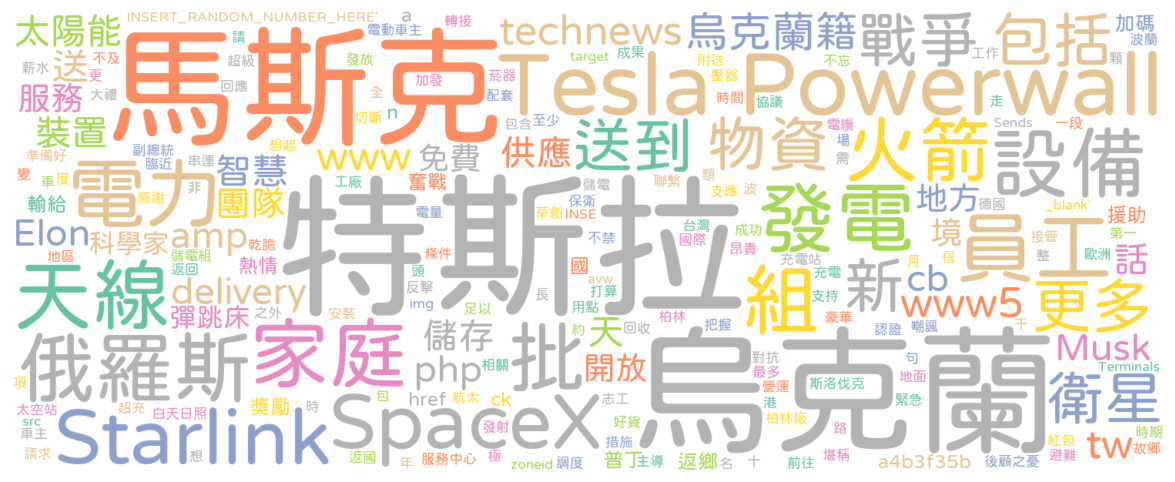 太陽能 INSERT_RANDOM_NUMBER_HERE' a 轉接 technews 烏克蘭籍 戰爭 包括 加碼
電動車主 波蘭
薪水 送 不及 更 請 超級 發放 加發 菸器 target 成果 附送 不忘 工作 顆
馬斯克 Tesla Powerwall
服務 大禮 回應 全 配套 壓器 時間 協議 走
裝置 切斷 n 包含 至少 送到 物資 電纜 場 需 火箭 Sends 一段 設備
準備好 副總統 臨近 串連 想起 www 免費 供應
變 車 度 電力 感謝 非 智慧 團隊 工廠 奮戰 儲電 保衛 聯繫 額 支應 波 發電 地方 德國 _blank' 援助
輸給 電量 草創 INSE 台灣 國際 成功 昂貴 境 信 接管 整 員工 第一
Elon 科學家 amp 乾脆 條件 不禁 歐洲 話
地區 儲電組 返回 熱情 頭 反擊 國 avw 充電站 充電 月
天線 delivery 特斯拉 img 長 打算 用點 組 支持 新 cb 更多
彈跳床 之外 安裝 足以 柏林 豪華 www5 千
俄羅斯 家庭 儲存 批 約 天 回收 把握 認證 嘲諷 Musk
項 php 相關 開放 烏克蘭 對抗 最多 句 地面 Terminals
太空站 超充 包 href 航太 ck 志工 營運 斯洛伐克 緊急 衛星
src 白天日照 獎勵 時 好貨 港 柏林廠
車主 Starlink SpaceX 發射 措施 路 tw 紅包 時期
請求 想 返國 年 服務中心 極 zoneid 調度 普丁 主導 返鄉 名 十 前往 堪稱 a4b3f35b 後顧之憂 避難 故鄉